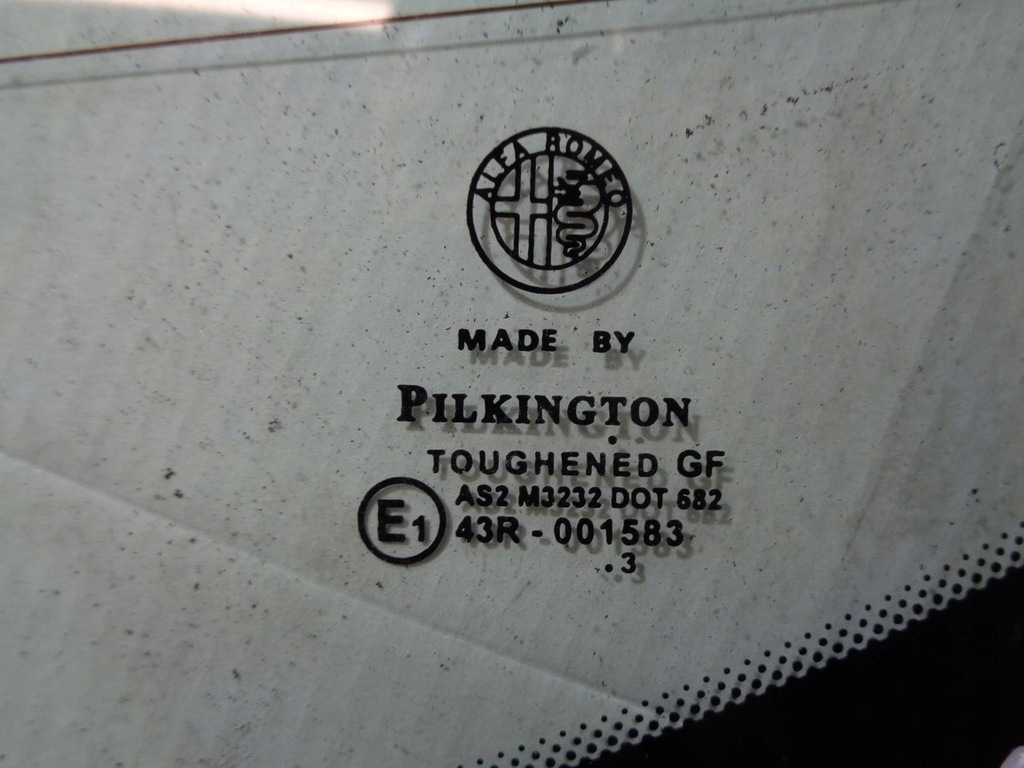 ALFA ROMEO
MADE BY
PILKINGTON
TOUGHENED GF
AS2 M3232 DOT 682
E1 43R - 001583
.3